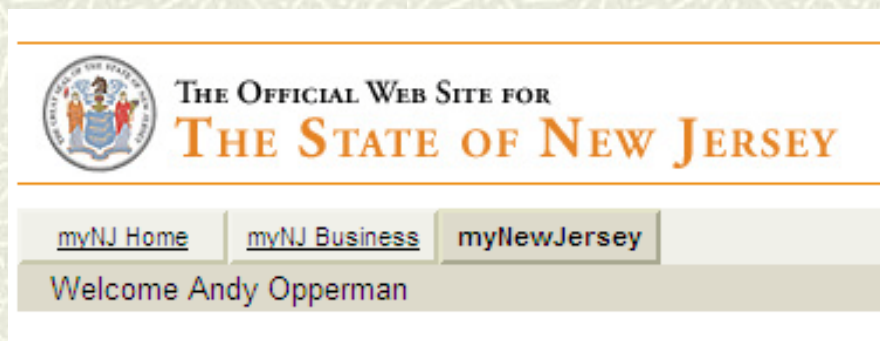 THE OFFICIAL WEB SITE FOR
THE STATE OF NEW JERSEY
myNJ Home myNJ Business myNewJersey
Welcome Andy Opperman